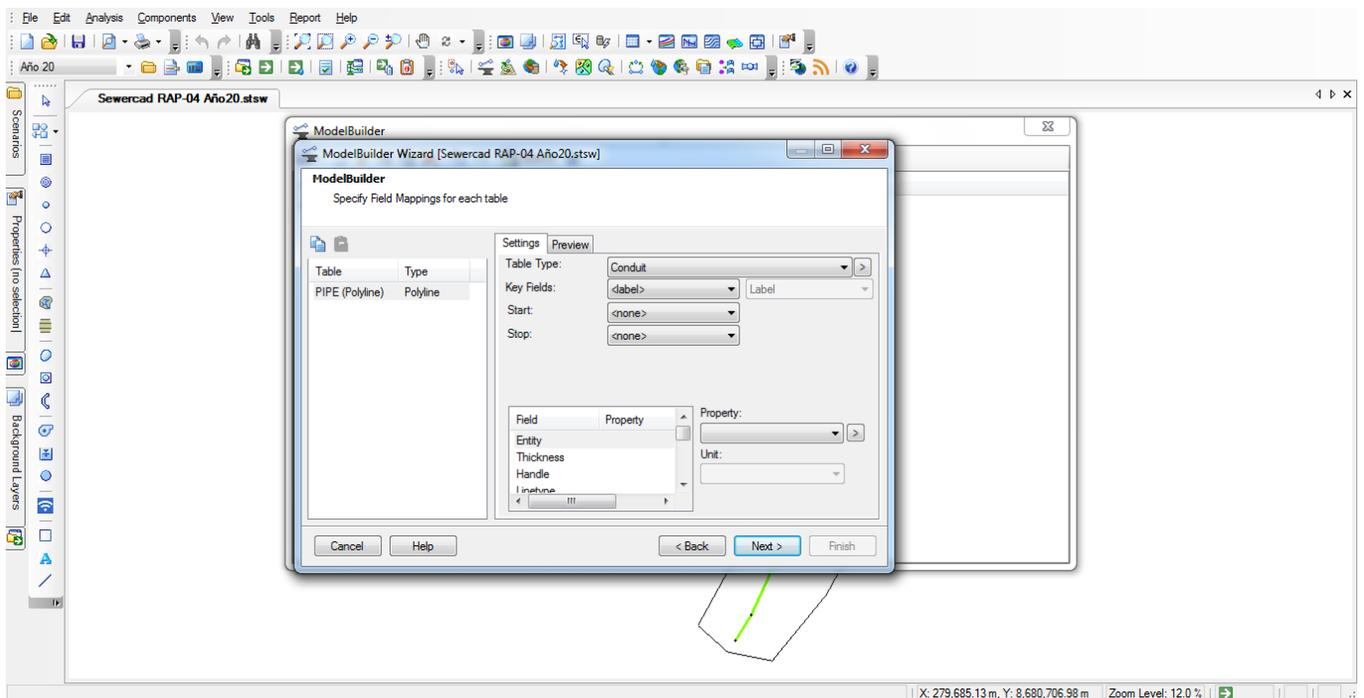 File Edit Analysis Components View Tools Report Help
Año 20
Sewercad RAP-04 Año20.stsw
Scenarios
Properties (no selection)
Background Layers
ModelBuilder
ModelBuilder Wizard [Sewercad RAP-04 Año20.stsw]
ModelBuilder
Specify Field Mappings for each table
Table Type
PIPE (Polyline) Polyline
Settings Preview
Table Type: Conduit >
Key Fields: <label> Label
Start: <none>
Stop: <none>
Field Property
Entity
Thickness
Handle
Linetype
Property:
>
Unit:
Cancel Help < Back Next > Finish
X: 279,685.13 m, Y: 8,680,706.98 m Zoom Level: 12.0 %